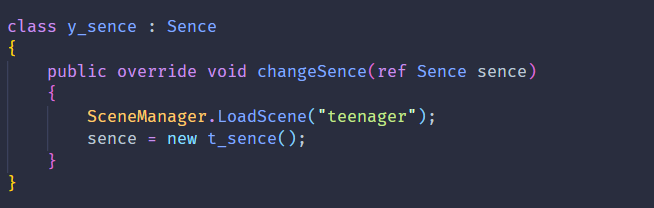 class y_sence : Sence
{
    public override void changeSence(ref Sence sence)
    {
        SceneManager.LoadScene("teenager");
        sence = new t_sence();
    }
}